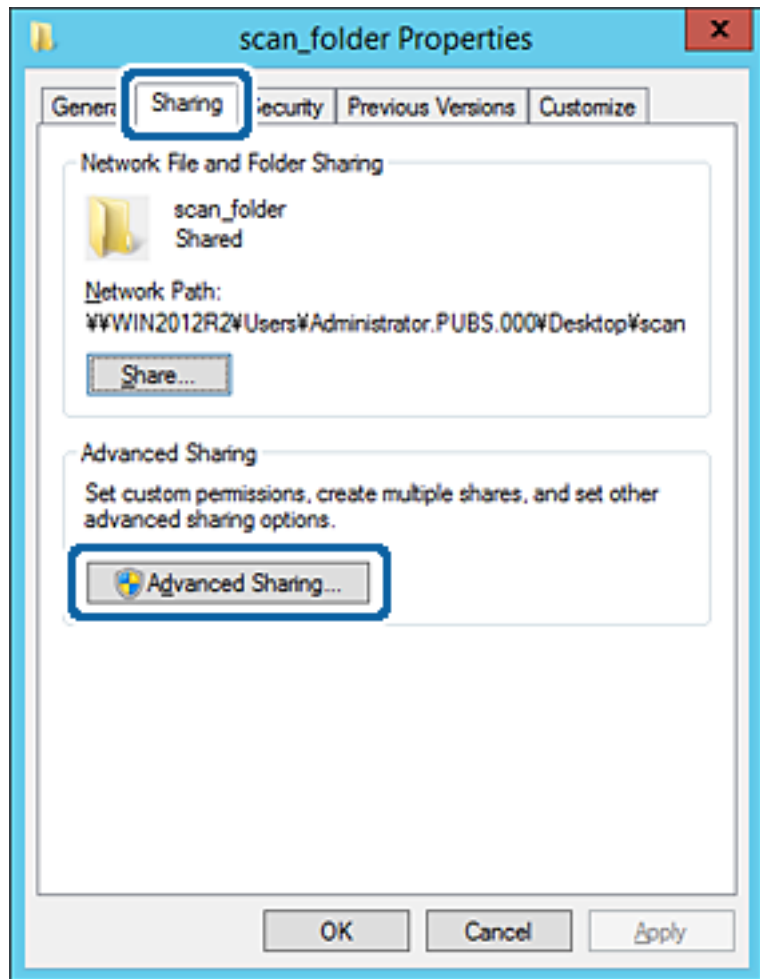 scan_folder Properties
x
Genera Sharing Security Previous Versions Customize
Network File and Folder Sharing
scan_folder
Shared
Network Path:
¥¥WIN2012R2¥Users¥Administrator.PUBS.000¥Desktop¥scan
Share...
Advanced Sharing
Set custom permissions, create multiple shares, and set other
advanced sharing options.
Advanced Sharing...
OK Cancel Apply